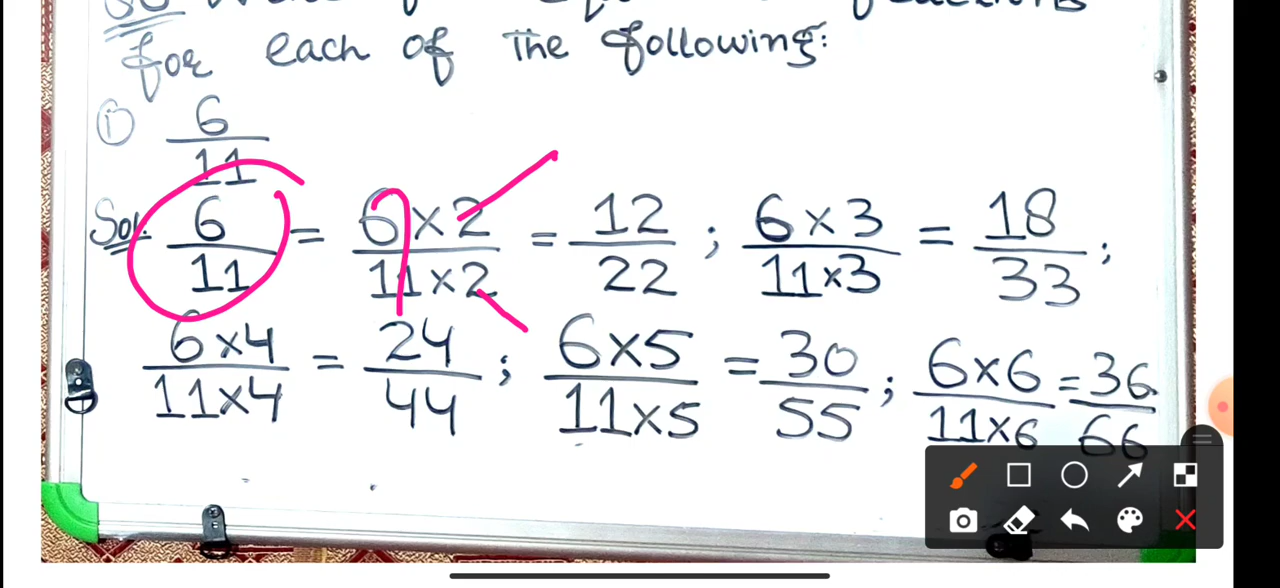 for each of the following:
i 6/11
Sol. 6/11 = 6×2/11×2 = 12/22 ; 6×3/11×3 = 18/33 ;
6×4/11×4 = 24/44 ; 6×5/11×5 = 30/55 ; 6×6/11×6 = 36/66